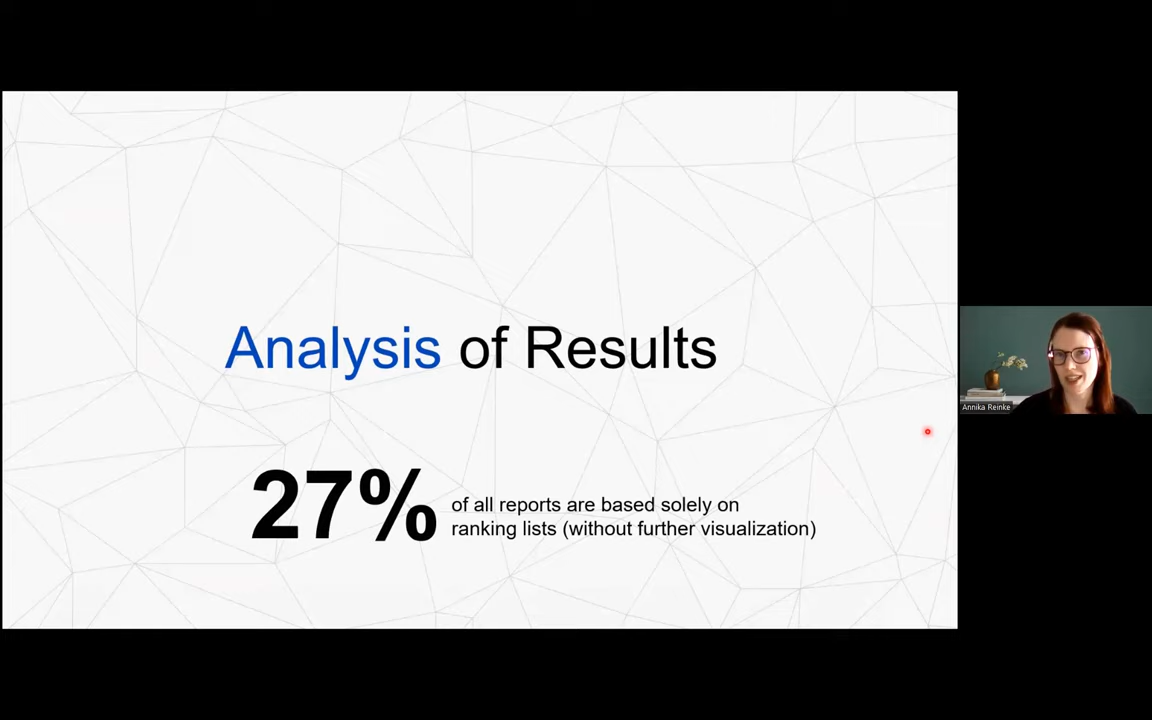 Analysis of Results
27%
of all reports are based solely on
ranking lists (without further visualization)
Annika Reinke